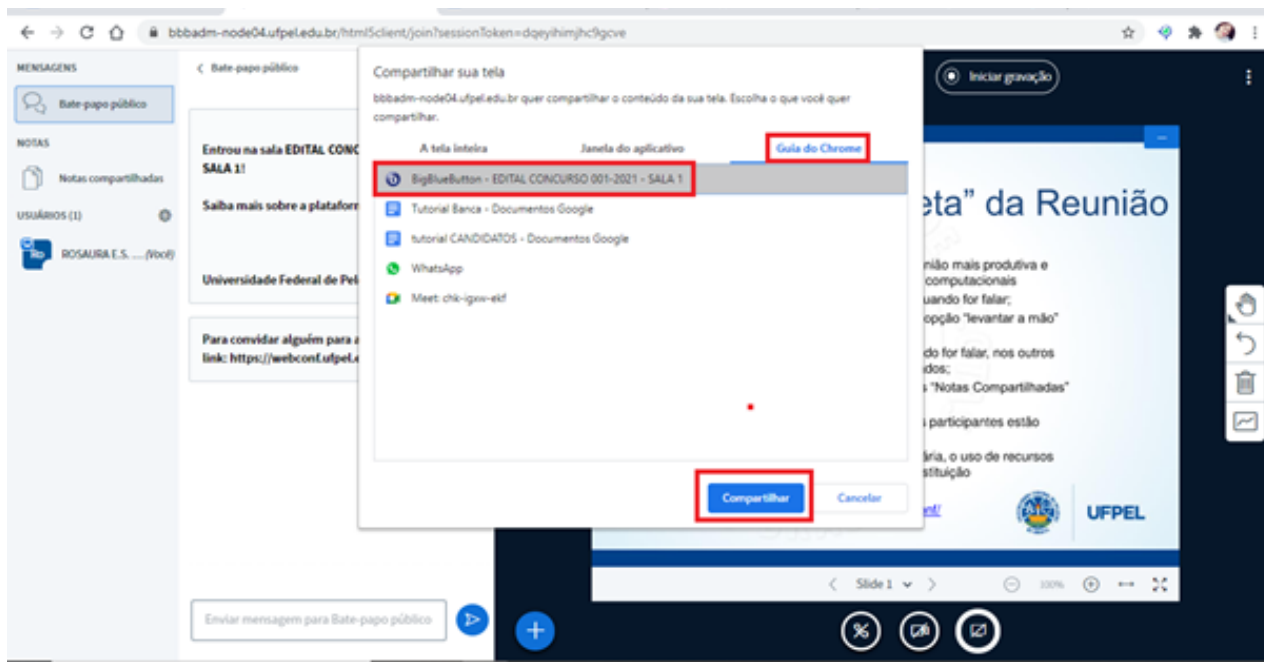 bbbadm-node04.ufpel.edu.br/html5client/join?sessionToken=dqeyihimjhc9gcve
MENSAGENS
Bate-papo público
NOTAS
Notas compartilhadas
USUÁRIOS (1)
ROSAURA E.S. .... (Você)
Bate-papo público
Entrou na sala EDITAL CONC
SALA 1!
Saiba mais sobre a platafor
Universidade Federal de Pel
Para convidar alguém para a
link: https://webconf.ufpel.e
Enviar mensagem para Bate-papo público
Compartilhar sua tela
bbbadm-node04.ufpel.edu.br quer compartilhar o conteúdo da sua tela. Escolha o que você quer
compartilhar.
A tela inteira
Janela do aplicativo
Guia do Chrome
BigBlueButton - EDITAL CONCURSO 001-2021 - SALA 1
Tutorial Banca - Documentos Google
tutorial CANDIDATOS - Documentos Google
WhatsApp
Meet: chk-igxw-ekf
Compartilhar
Cancelar
Iniciar gravação
eta” da Reunião
nião mais produtiva e
computacionais
uando for falar;
opção “levantar a mão”
do for falar, nos outros
dos;
“Notas Compartilhadas”
participantes estão
ária, o uso de recursos
stituição
onf/
UFPEL
Slide 1
100%